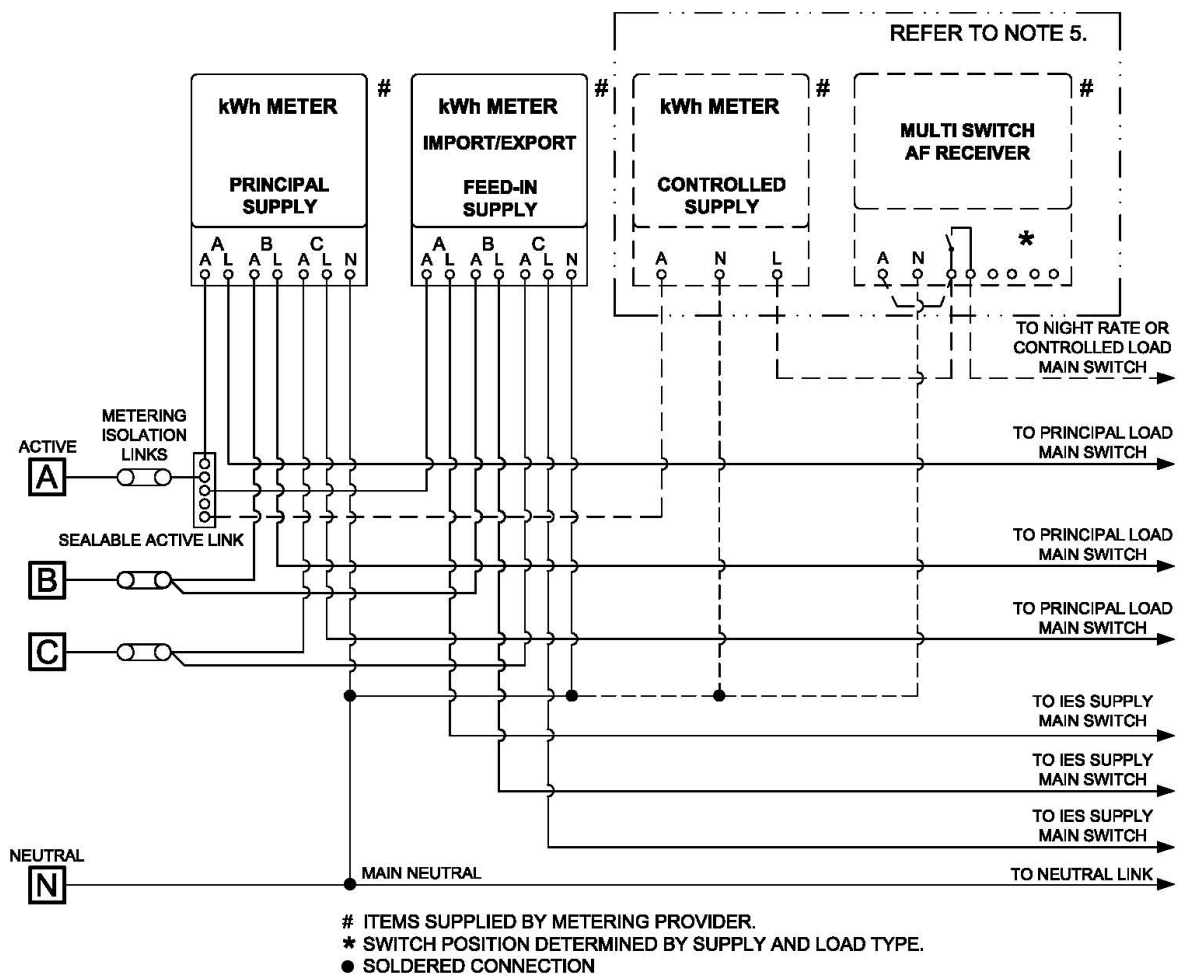 REFER TO NOTE 5.
kWh METER
PRINCIPAL
SUPPLY
#
kWh METER
IMPORT/EXPORT
FEED-IN
SUPPLY
#
kWh METER
CONTROLLED
SUPPLY
#
MULTI SWITCH
AF RECEIVER
#
*
A B C
A L A L A L N
A B C
A L A L A L N
A N L
A N
TO NIGHT RATE OR
CONTROLLED LOAD
MAIN SWITCH
METERING
ISOLATION
LINKS
ACTIVE
A
TO PRINCIPAL LOAD
MAIN SWITCH
SEALABLE ACTIVE LINK
B
TO PRINCIPAL LOAD
MAIN SWITCH
C
TO PRINCIPAL LOAD
MAIN SWITCH
TO IES SUPPLY
MAIN SWITCH
TO IES SUPPLY
MAIN SWITCH
TO IES SUPPLY
MAIN SWITCH
NEUTRAL
N
MAIN NEUTRAL
TO NEUTRAL LINK
# ITEMS SUPPLIED BY METERING PROVIDER.
* SWITCH POSITION DETERMINED BY SUPPLY AND LOAD TYPE.
● SOLDERED CONNECTION